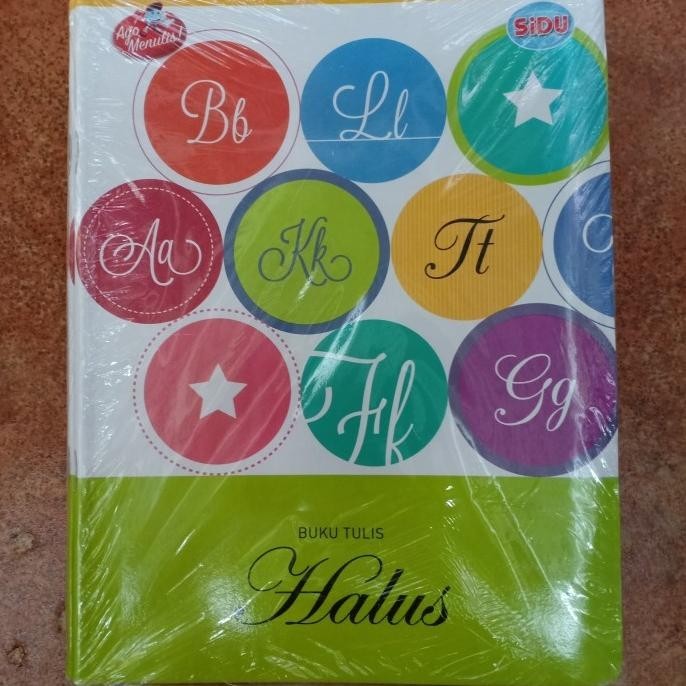 Ayo
Menulis!
SiDU
Bb
Ll
Aa
Kk
Tt
Ff
Gg
BUKU TULIS
Halus